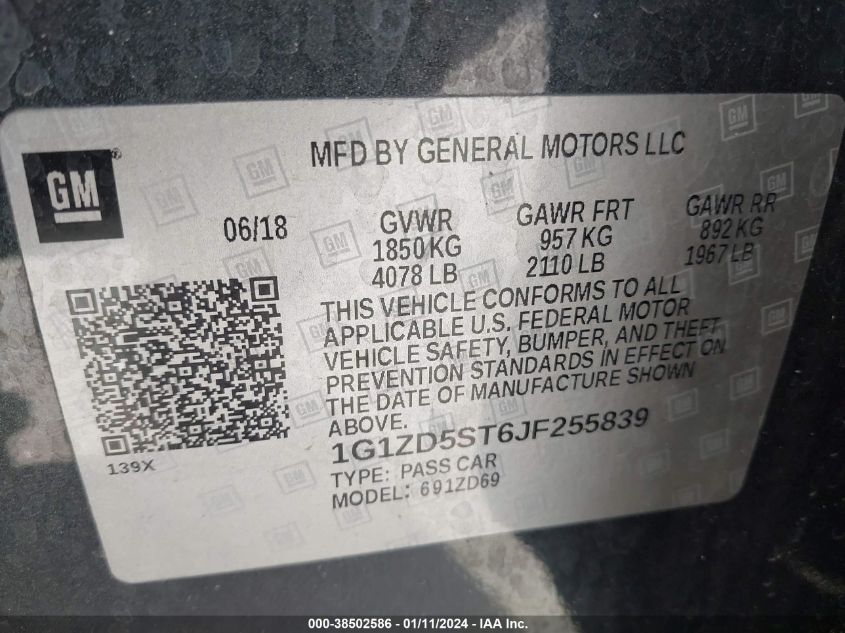 GM
®
MFD BY GENERAL MOTORS LLC
06/18
GVWR
1850 KG
4078 LB
GAWR FRT
957 KG
2110 LB
GAWR RR
892 KG
1967 LB
THIS VEHICLE CONFORMS TO ALL
APPLICABLE U.S. FEDERAL MOTOR
VEHICLE SAFETY, BUMPER, AND THEFT
PREVENTION STANDARDS IN EFFECT ON
THE DATE OF MANUFACTURE SHOWN
ABOVE.
1G1ZD5ST6JF255839
TYPE: PASS CAR
MODEL: 691ZD69
139X
000-38502586 - 01/11/2024 - IAA Inc.